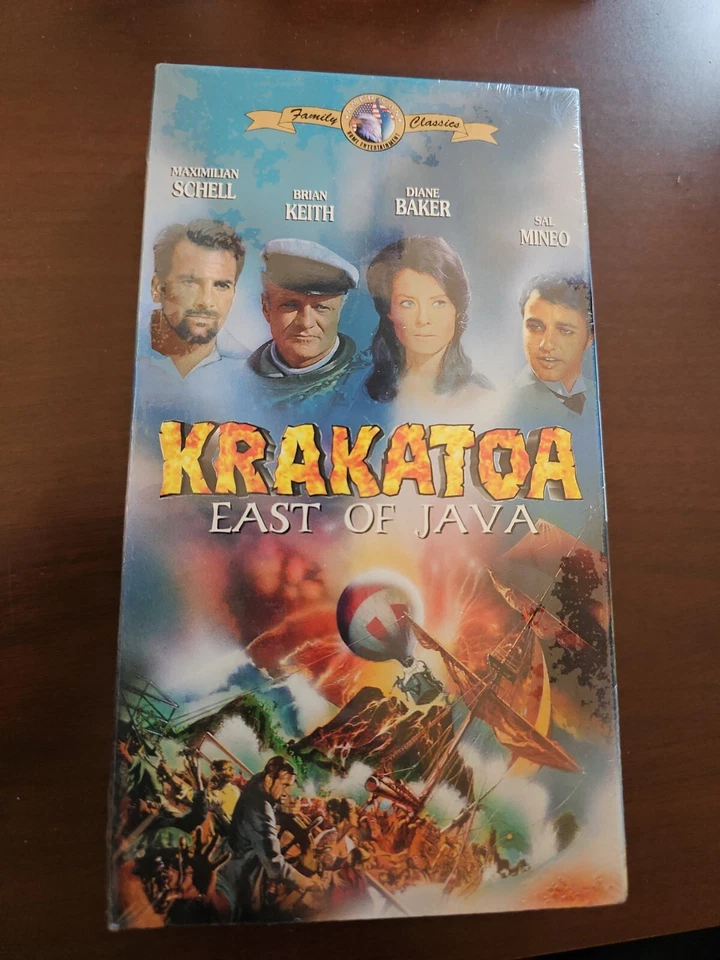 Family Classics
HOME ENTERTAINMENT
MAXIMILIAN
SCHELL
BRIAN
KEITH
DIANE
BAKER
SAL
MINEO
KRAKATOA
EAST OF JAVA